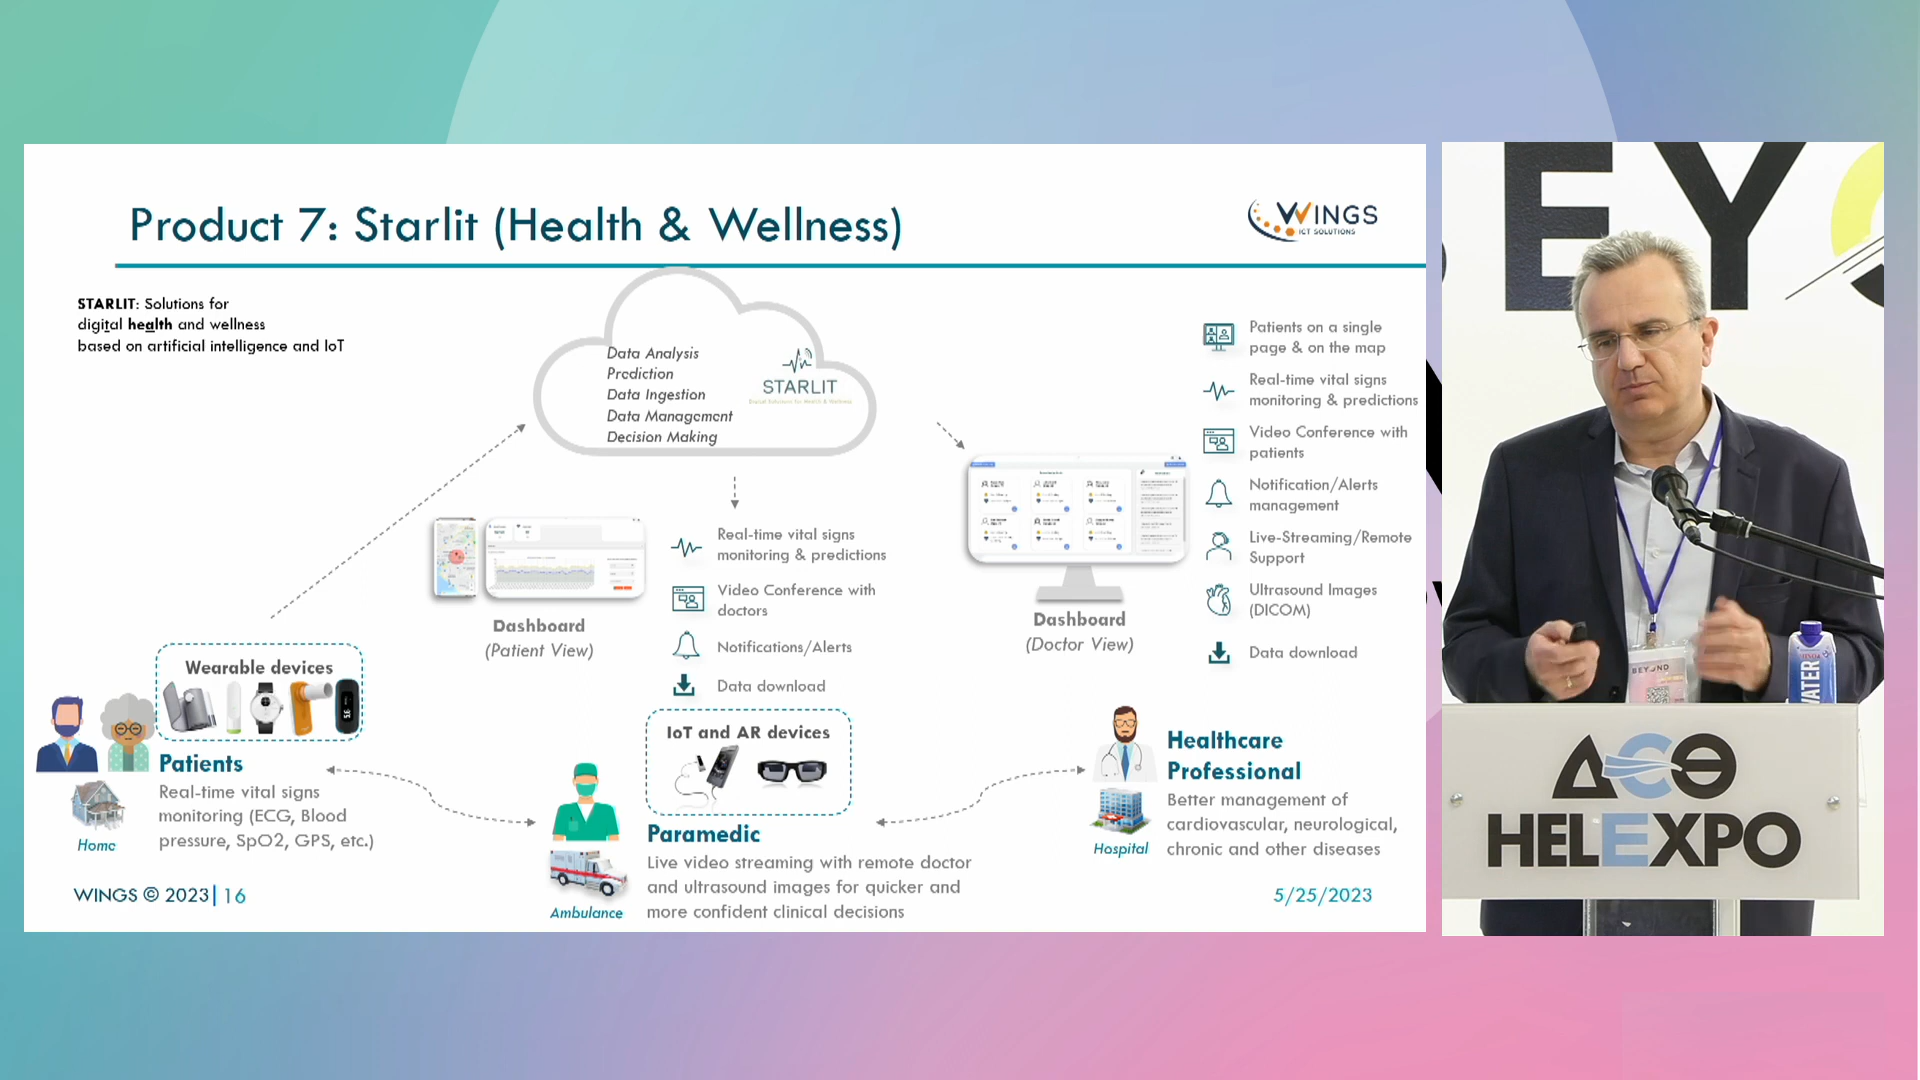 Product 7: Starlit (Health & Wellness)
WINGS
ICT SOLUTIONS
STARLIT: Solutions for
digital health and wellness
based on artificial intelligence and IoT
Data Analysis
Prediction
Data Ingestion
Data Management
Decision Making
STARLIT
Digital Solutions for Health & Wellness
Patients on a single
page & on the map
Real-time vital signs
monitoring & predictions
Video Conference with
patients
Notification/Alerts
management
Live-Streaming/Remote
Support
Ultrasound Images
(DICOM)
Data download
Dashboard
(Doctor View)
Real-time vital signs
monitoring & predictions
Video Conference with
doctors
Notifications/Alerts
Data download
Dashboard
(Patient View)
Wearable devices
Patients
Real-time vital signs
monitoring (ECG, Blood
pressure, SpO2, GPS, etc.)
Home
IoT and AR devices
Paramedic
Live video streaming with remote doctor
and ultrasound images for quicker and
more confident clinical decisions
Ambulance
Healthcare
Professional
Better management of
cardiovascular, neurological,
chronic and other diseases
Hospital
WINGS © 2023| 16
5/25/2023
EY
BEYOND
WATER
ΔΕΘ
HELEXPO